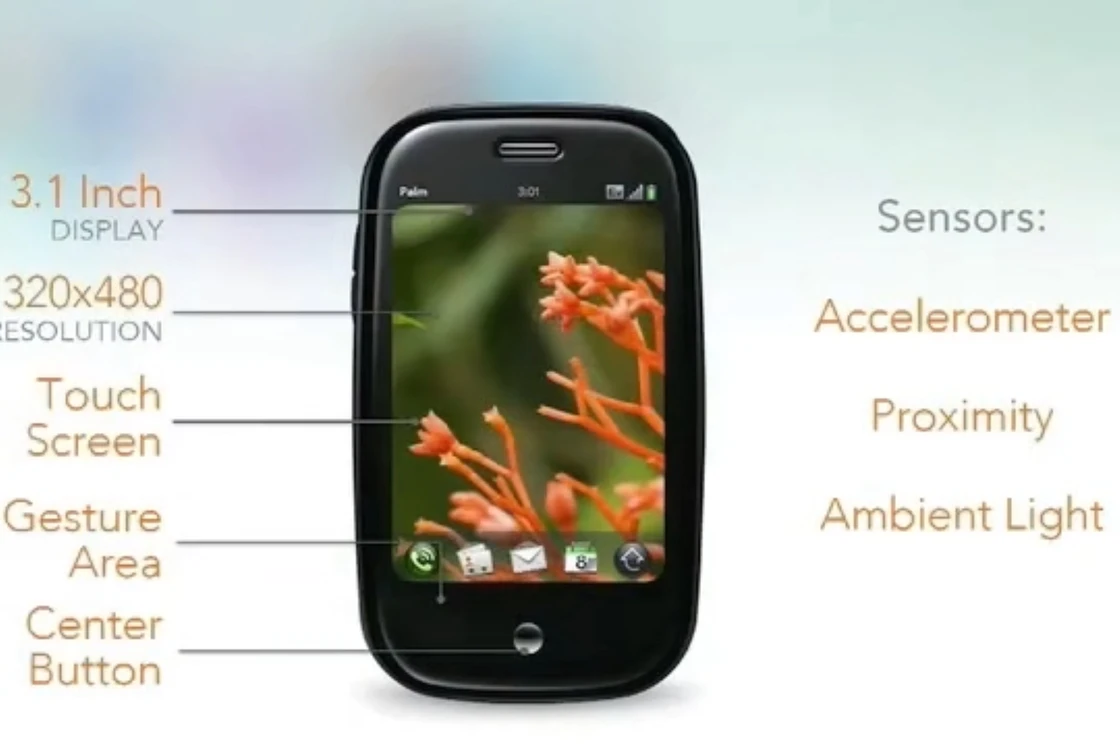 3.1 Inch
DISPLAY
320x480
RESOLUTION
Touch
Screen
Gesture
Area
Center
Button
Palm 3:01
8
Sensors:
Accelerometer
Proximity
Ambient Light